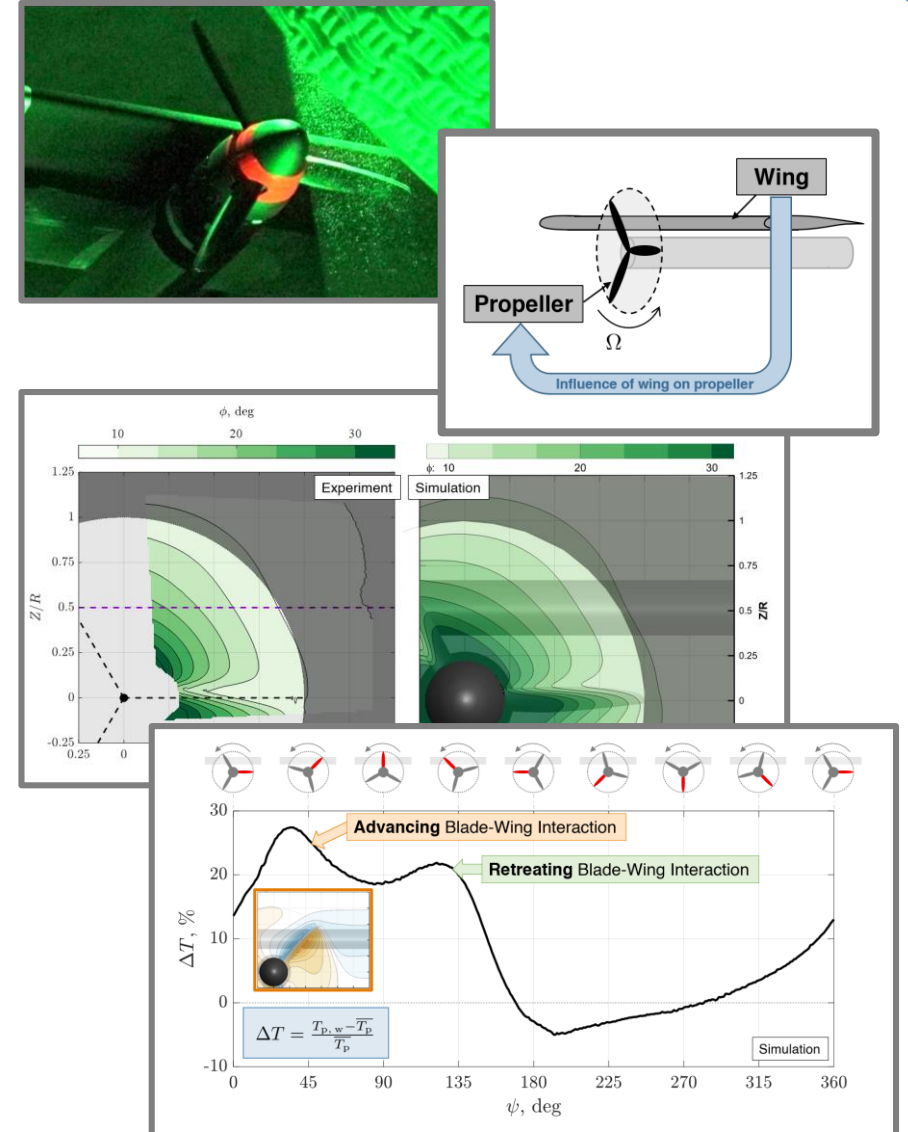 Wing
Propeller
Ω
Influence of wing on propeller
ϕ, deg
10 20 30
ϕ: 10 20 30
Experiment
Simulation
1.25
1
0.75
0.5
0.25
0
-0.25
Z/R
0.25 0
1.25
1
0.75
0.5
0.25
0
Z/R
30
20
10
0
-10
ΔT, %
Advancing Blade-Wing Interaction
Retreating Blade-Wing Interaction
ΔT = (T_p, w − T̅_p) / T̅_p
Simulation
0 45 90 135 180 225 270 315 360
ψ, deg